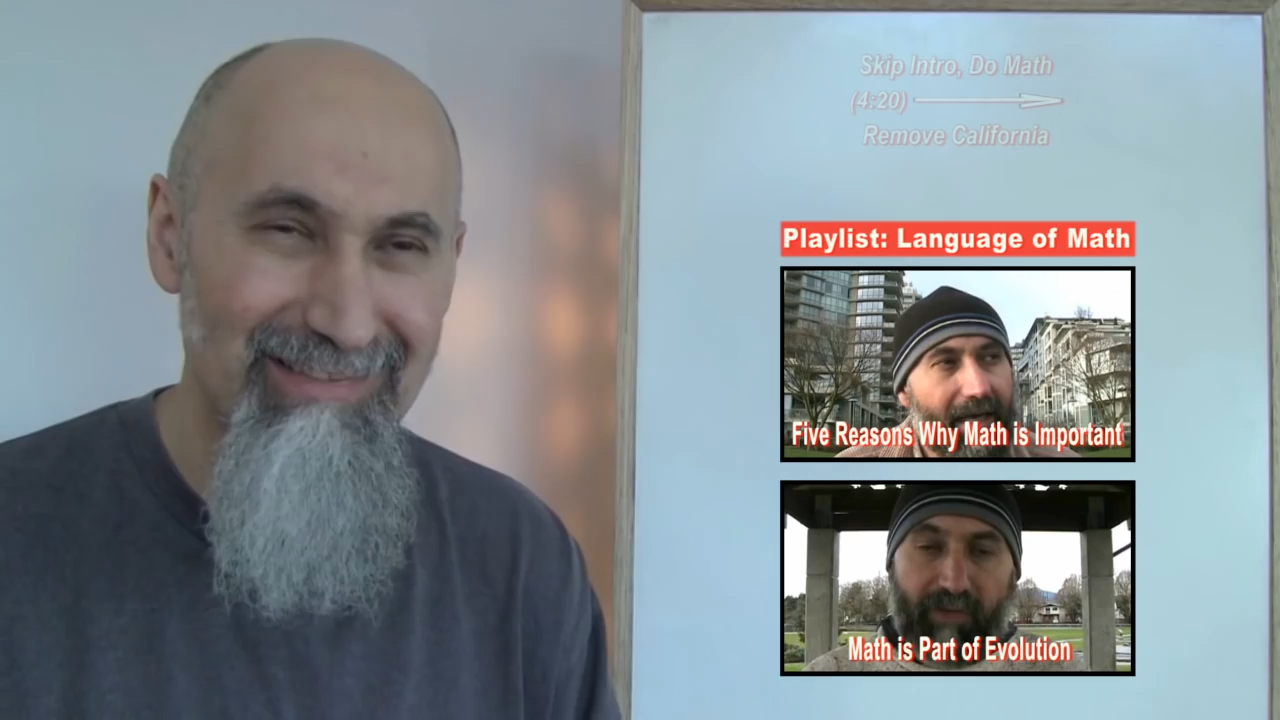 Skip Intro, Do Math
(4:20)
Remove California
Playlist: Language of Math
Five Reasons Why Math is Important
Math is Part of Evolution